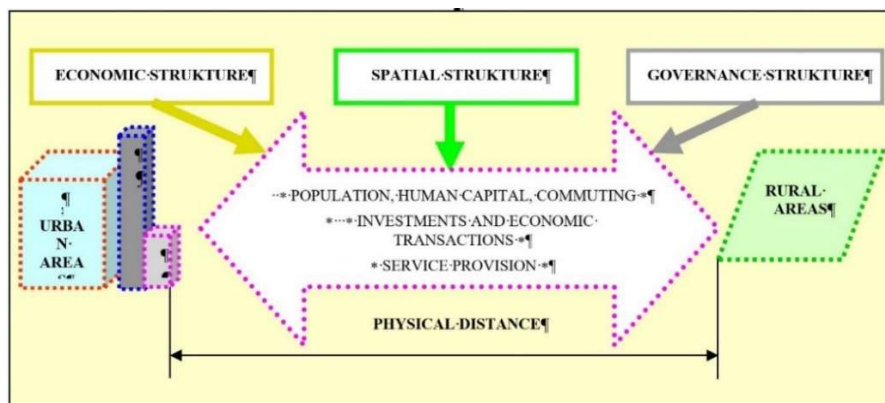 ¶
ECONOMIC·STRUKTURE¶
SPATIAL·STRUKTURE¶
GOVERNANCE·STRUKTURE¶
··*·POPULATION, HUMAN CAPITAL, COMMUTING·*¶
*···*·INVESTMENTS AND ECONOMIC·
TRANSACTIONS·*¶
*·SERVICE PROVISION·*¶
¶
URBA
N·
AREA
¶
¶
¶
¶
RURAL·
AREAS¶
PHYSICAL·DISTANCE¶